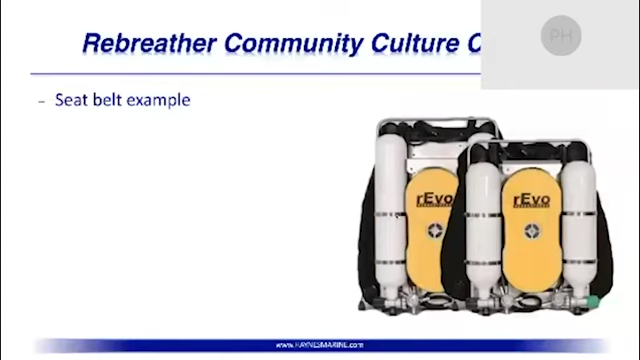 Rebreather Community Culture C
PH
– Seat belt example
rEvo
rEvo
www.HAYNESMARINE.com